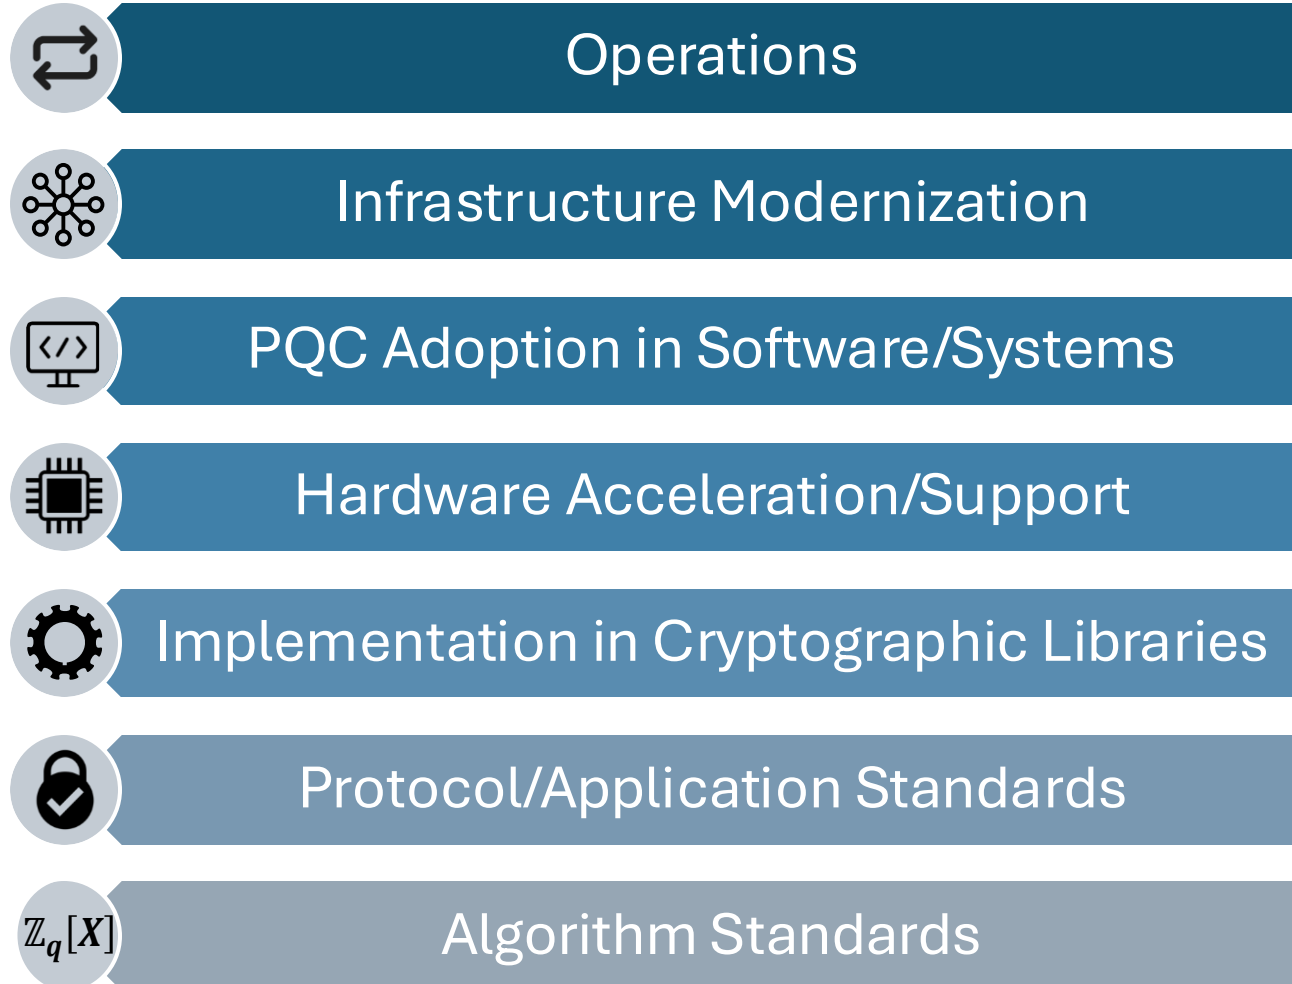 Operations
Infrastructure Modernization
PQC Adoption in Software/Systems
</>
Hardware Acceleration/Support
Implementation in Cryptographic Libraries
Protocol/Application Standards
ℤq[X]
Algorithm Standards